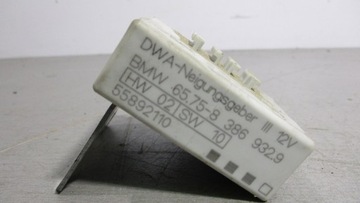 DWA-Neigungsgeber III 12V
BMW 65.75-8 386 932.9
HW 02 SW 10
55892110